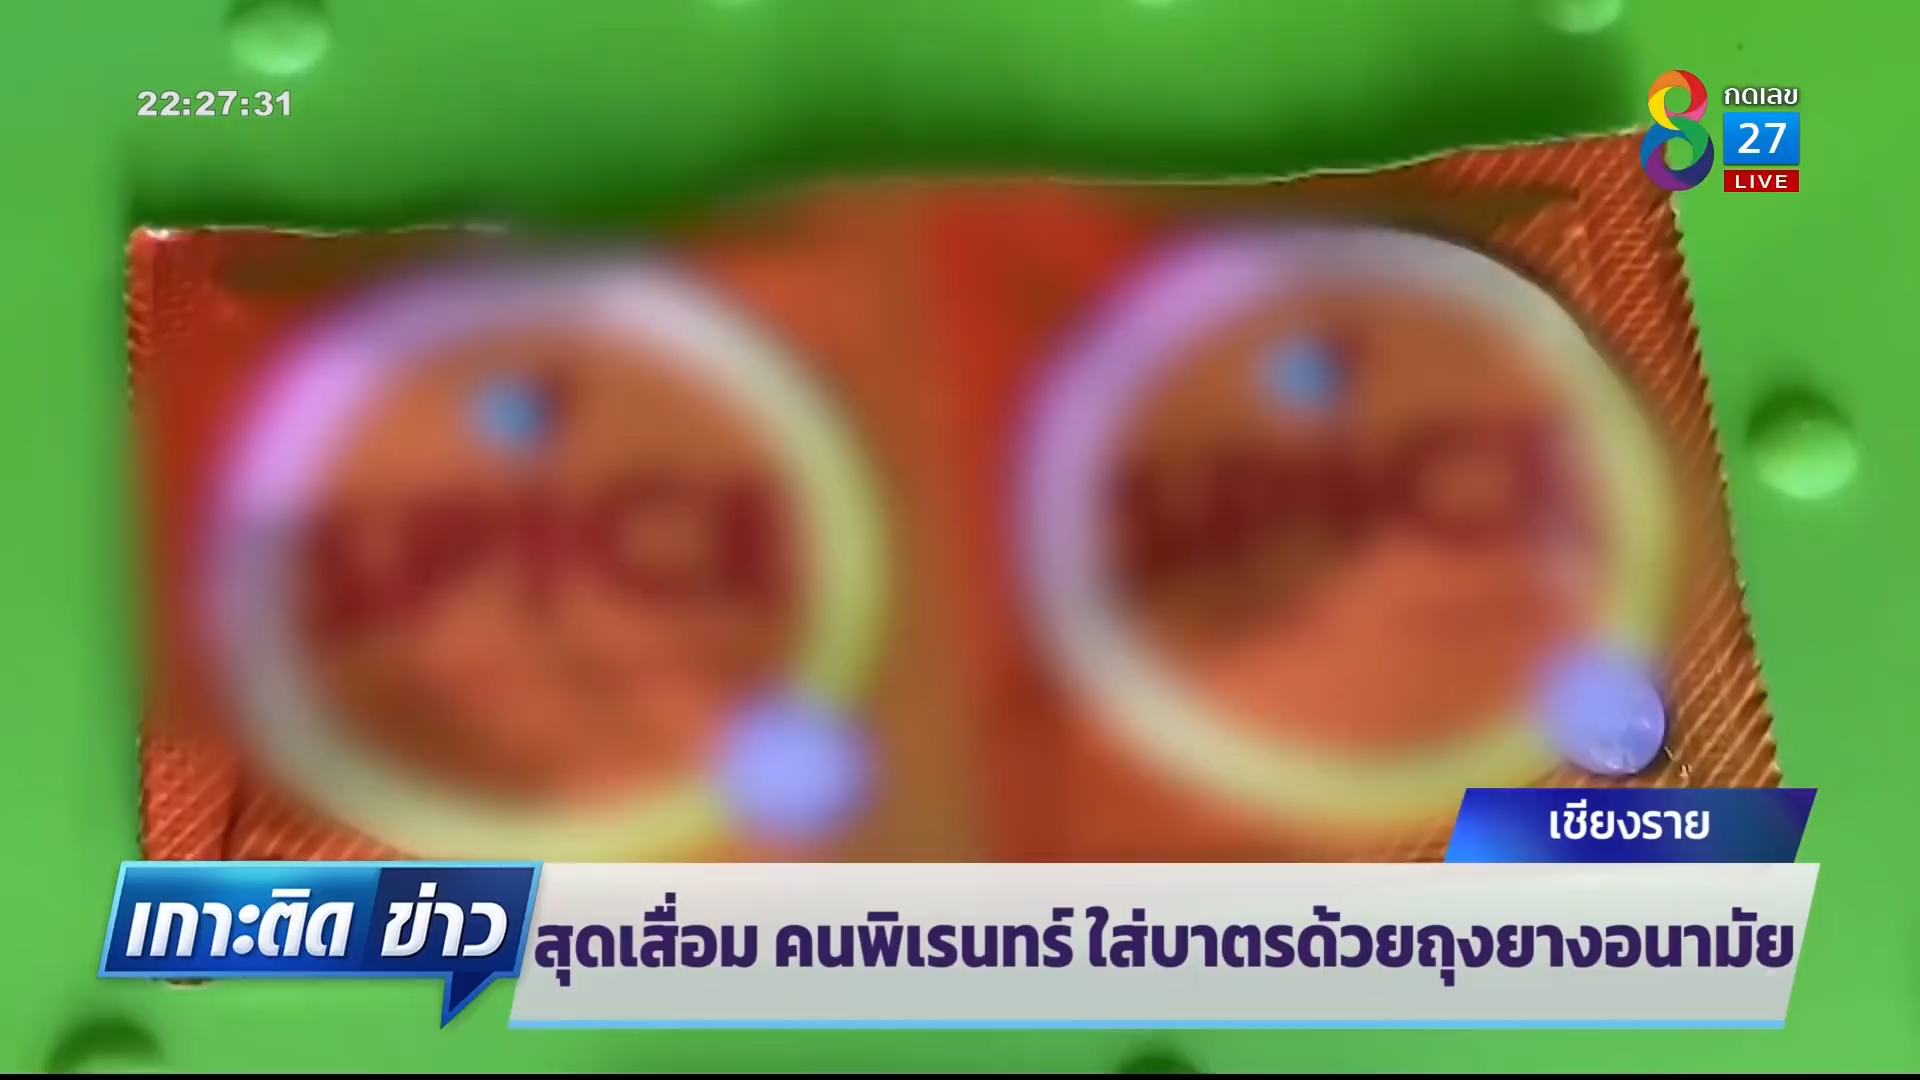 22:27:31
กดเลข
27
LIVE
เชียงราย
เกาะติด ข่าว
สุดเสื่อม คนพิเรนทร์ ใส่บาตรด้วยถุงยางอนามัย